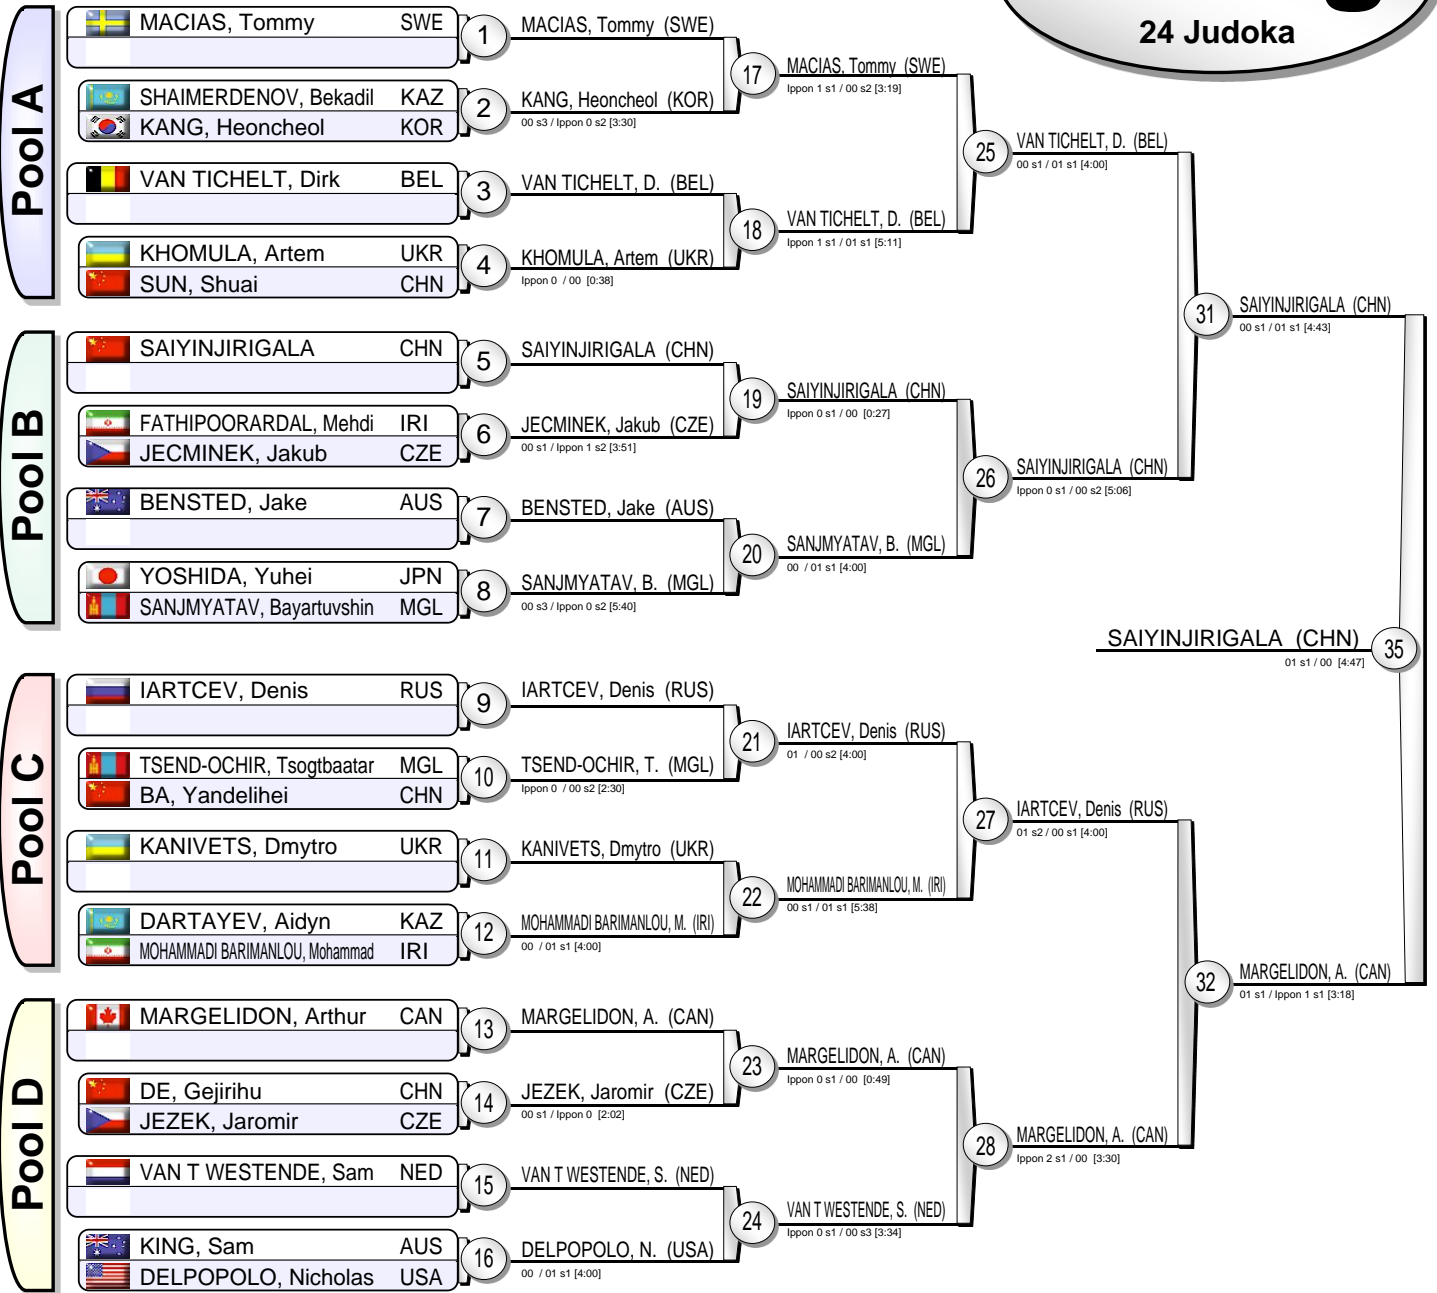 24 Judoka
Pool A
MACIAS, Tommy SWE
1
MACIAS, Tommy (SWE)
SHAIMERDENOV, Bekadil KAZ
KANG, Heoncheol KOR
2
KANG, Heoncheol (KOR)
00 s3 / Ippon 0 s2 [3:30]
VAN TICHELT, Dirk BEL
3
VAN TICHELT, D. (BEL)
KHOMULA, Artem UKR
SUN, Shuai CHN
4
KHOMULA, Artem (UKR)
Ippon 0 / 00 [0:38]
17
MACIAS, Tommy (SWE)
Ippon 1 s1 / 00 s2 [3:19]
18
VAN TICHELT, D. (BEL)
Ippon 1 s1 / 01 s1 [5:11]
25
VAN TICHELT, D. (BEL)
00 s1 / 01 s1 [4:00]
Pool B
SAIYINJIRIGALA CHN
5
SAIYINJIRIGALA (CHN)
FATHIPOORARDAL, Mehdi IRI
JECMINEK, Jakub CZE
6
JECMINEK, Jakub (CZE)
00 s1 / Ippon 1 s2 [3:51]
BENSTED, Jake AUS
7
BENSTED, Jake (AUS)
YOSHIDA, Yuhei JPN
SANJMYATAV, Bayartuvshin MGL
8
SANJMYATAV, B. (MGL)
00 s3 / Ippon 0 s2 [5:40]
19
SAIYINJIRIGALA (CHN)
Ippon 0 s1 / 00 [0:27]
20
SANJMYATAV, B. (MGL)
00 / 01 s1 [4:00]
26
SAIYINJIRIGALA (CHN)
Ippon 0 s1 / 00 s2 [5:06]
31
SAIYINJIRIGALA (CHN)
00 s1 / 01 s1 [4:43]
SAIYINJIRIGALA (CHN)
35
01 s1 / 00 [4:47]
Pool C
IARTCEV, Denis RUS
9
IARTCEV, Denis (RUS)
TSEND-OCHIR, Tsogtbaatar MGL
BA, Yandelihei CHN
10
TSEND-OCHIR, T. (MGL)
Ippon 0 / 00 s2 [2:30]
KANIVETS, Dmytro UKR
11
KANIVETS, Dmytro (UKR)
DARTAYEV, Aidyn KAZ
MOHAMMADI BARIMANLOU, Mohammad IRI
12
MOHAMMADI BARIMANLOU, M. (IRI)
00 / 01 s1 [4:00]
21
IARTCEV, Denis (RUS)
01 / 00 s2 [4:00]
22
MOHAMMADI BARIMANLOU, M. (IRI)
00 s1 / 01 s1 [5:38]
27
IARTCEV, Denis (RUS)
01 s2 / 00 s1 [4:00]
Pool D
MARGELIDON, Arthur CAN
13
MARGELIDON, A. (CAN)
DE, Gejirihu CHN
JEZEK, Jaromir CZE
14
JEZEK, Jaromir (CZE)
00 s1 / Ippon 0 [2:02]
VAN T WESTENDE, Sam NED
15
VAN T WESTENDE, S. (NED)
KING, Sam AUS
DELPOPOLO, Nicholas USA
16
DELPOPOLO, N. (USA)
00 / 01 s1 [4:00]
23
MARGELIDON, A. (CAN)
Ippon 0 s1 / 00 [0:49]
24
VAN T WESTENDE, S. (NED)
Ippon 0 s1 / 00 s3 [3:34]
28
MARGELIDON, A. (CAN)
Ippon 2 s1 / 00 [3:30]
32
MARGELIDON, A. (CAN)
01 s1 / Ippon 1 s1 [3:18]